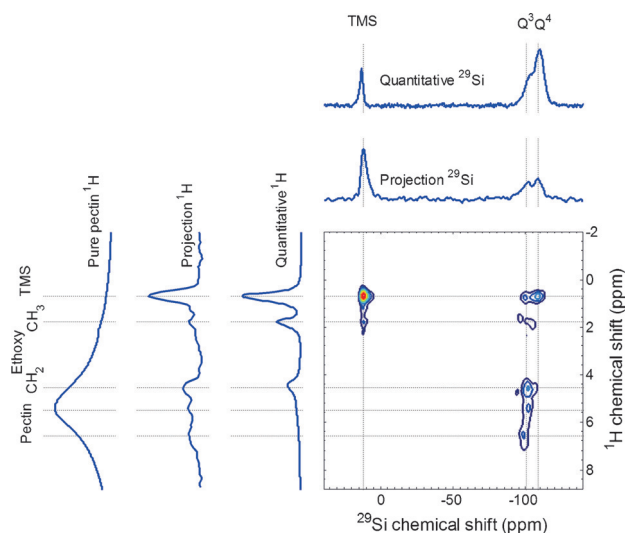 TMS Q³Q⁴
Quantitative ²⁹Si
Projection ²⁹Si
Pure pectin ¹H
Projection ¹H
Quantitative ¹H
TMS
Ethoxy
CH₃
CH₂
Pectin
-2
0
2
4
6
8
¹H chemical shift (ppm)
0 -50 -100
²⁹Si chemical shift (ppm)